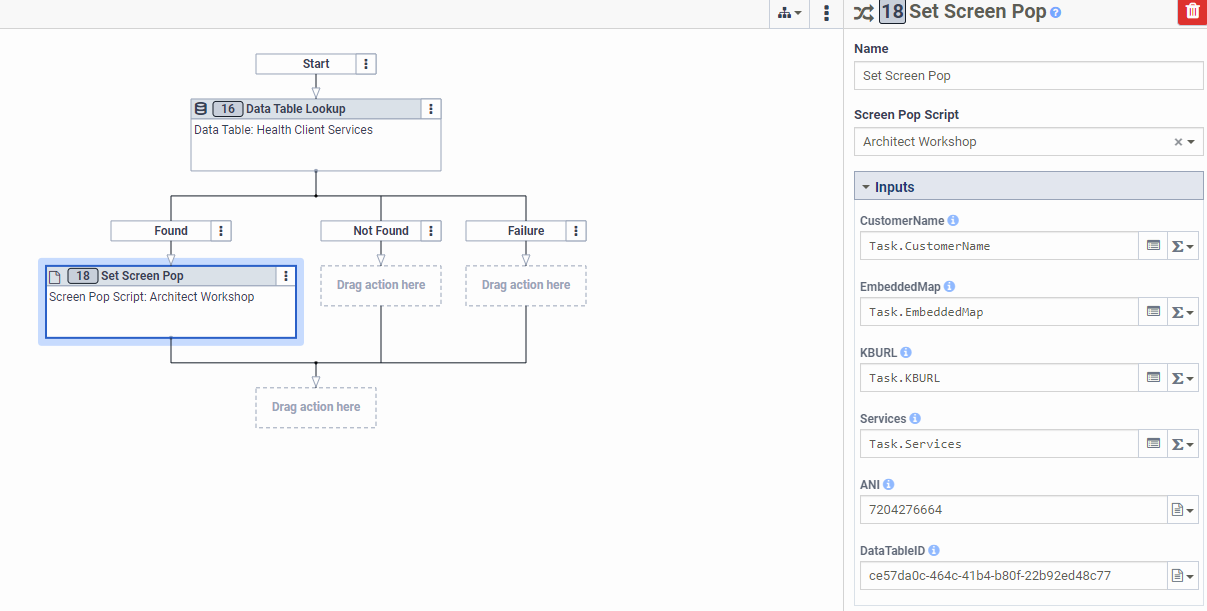 Start
16 Data Table Lookup
Data Table: Health Client Services
Found
Not Found
Failure
18 Set Screen Pop
Screen Pop Script: Architect Workshop
Drag action here
Drag action here
Drag action here
18 Set Screen Pop ?
Name
Set Screen Pop
Screen Pop Script
Architect Workshop
Inputs
CustomerName
Task.CustomerName
Σ
EmbeddedMap
Task.EmbeddedMap
Σ
KBURL
Task.KBURL
Σ
Services
Task.Services
Σ
ANI
7204276664
DataTableID
ce57da0c-464c-41b4-b80f-22b92ed48c77